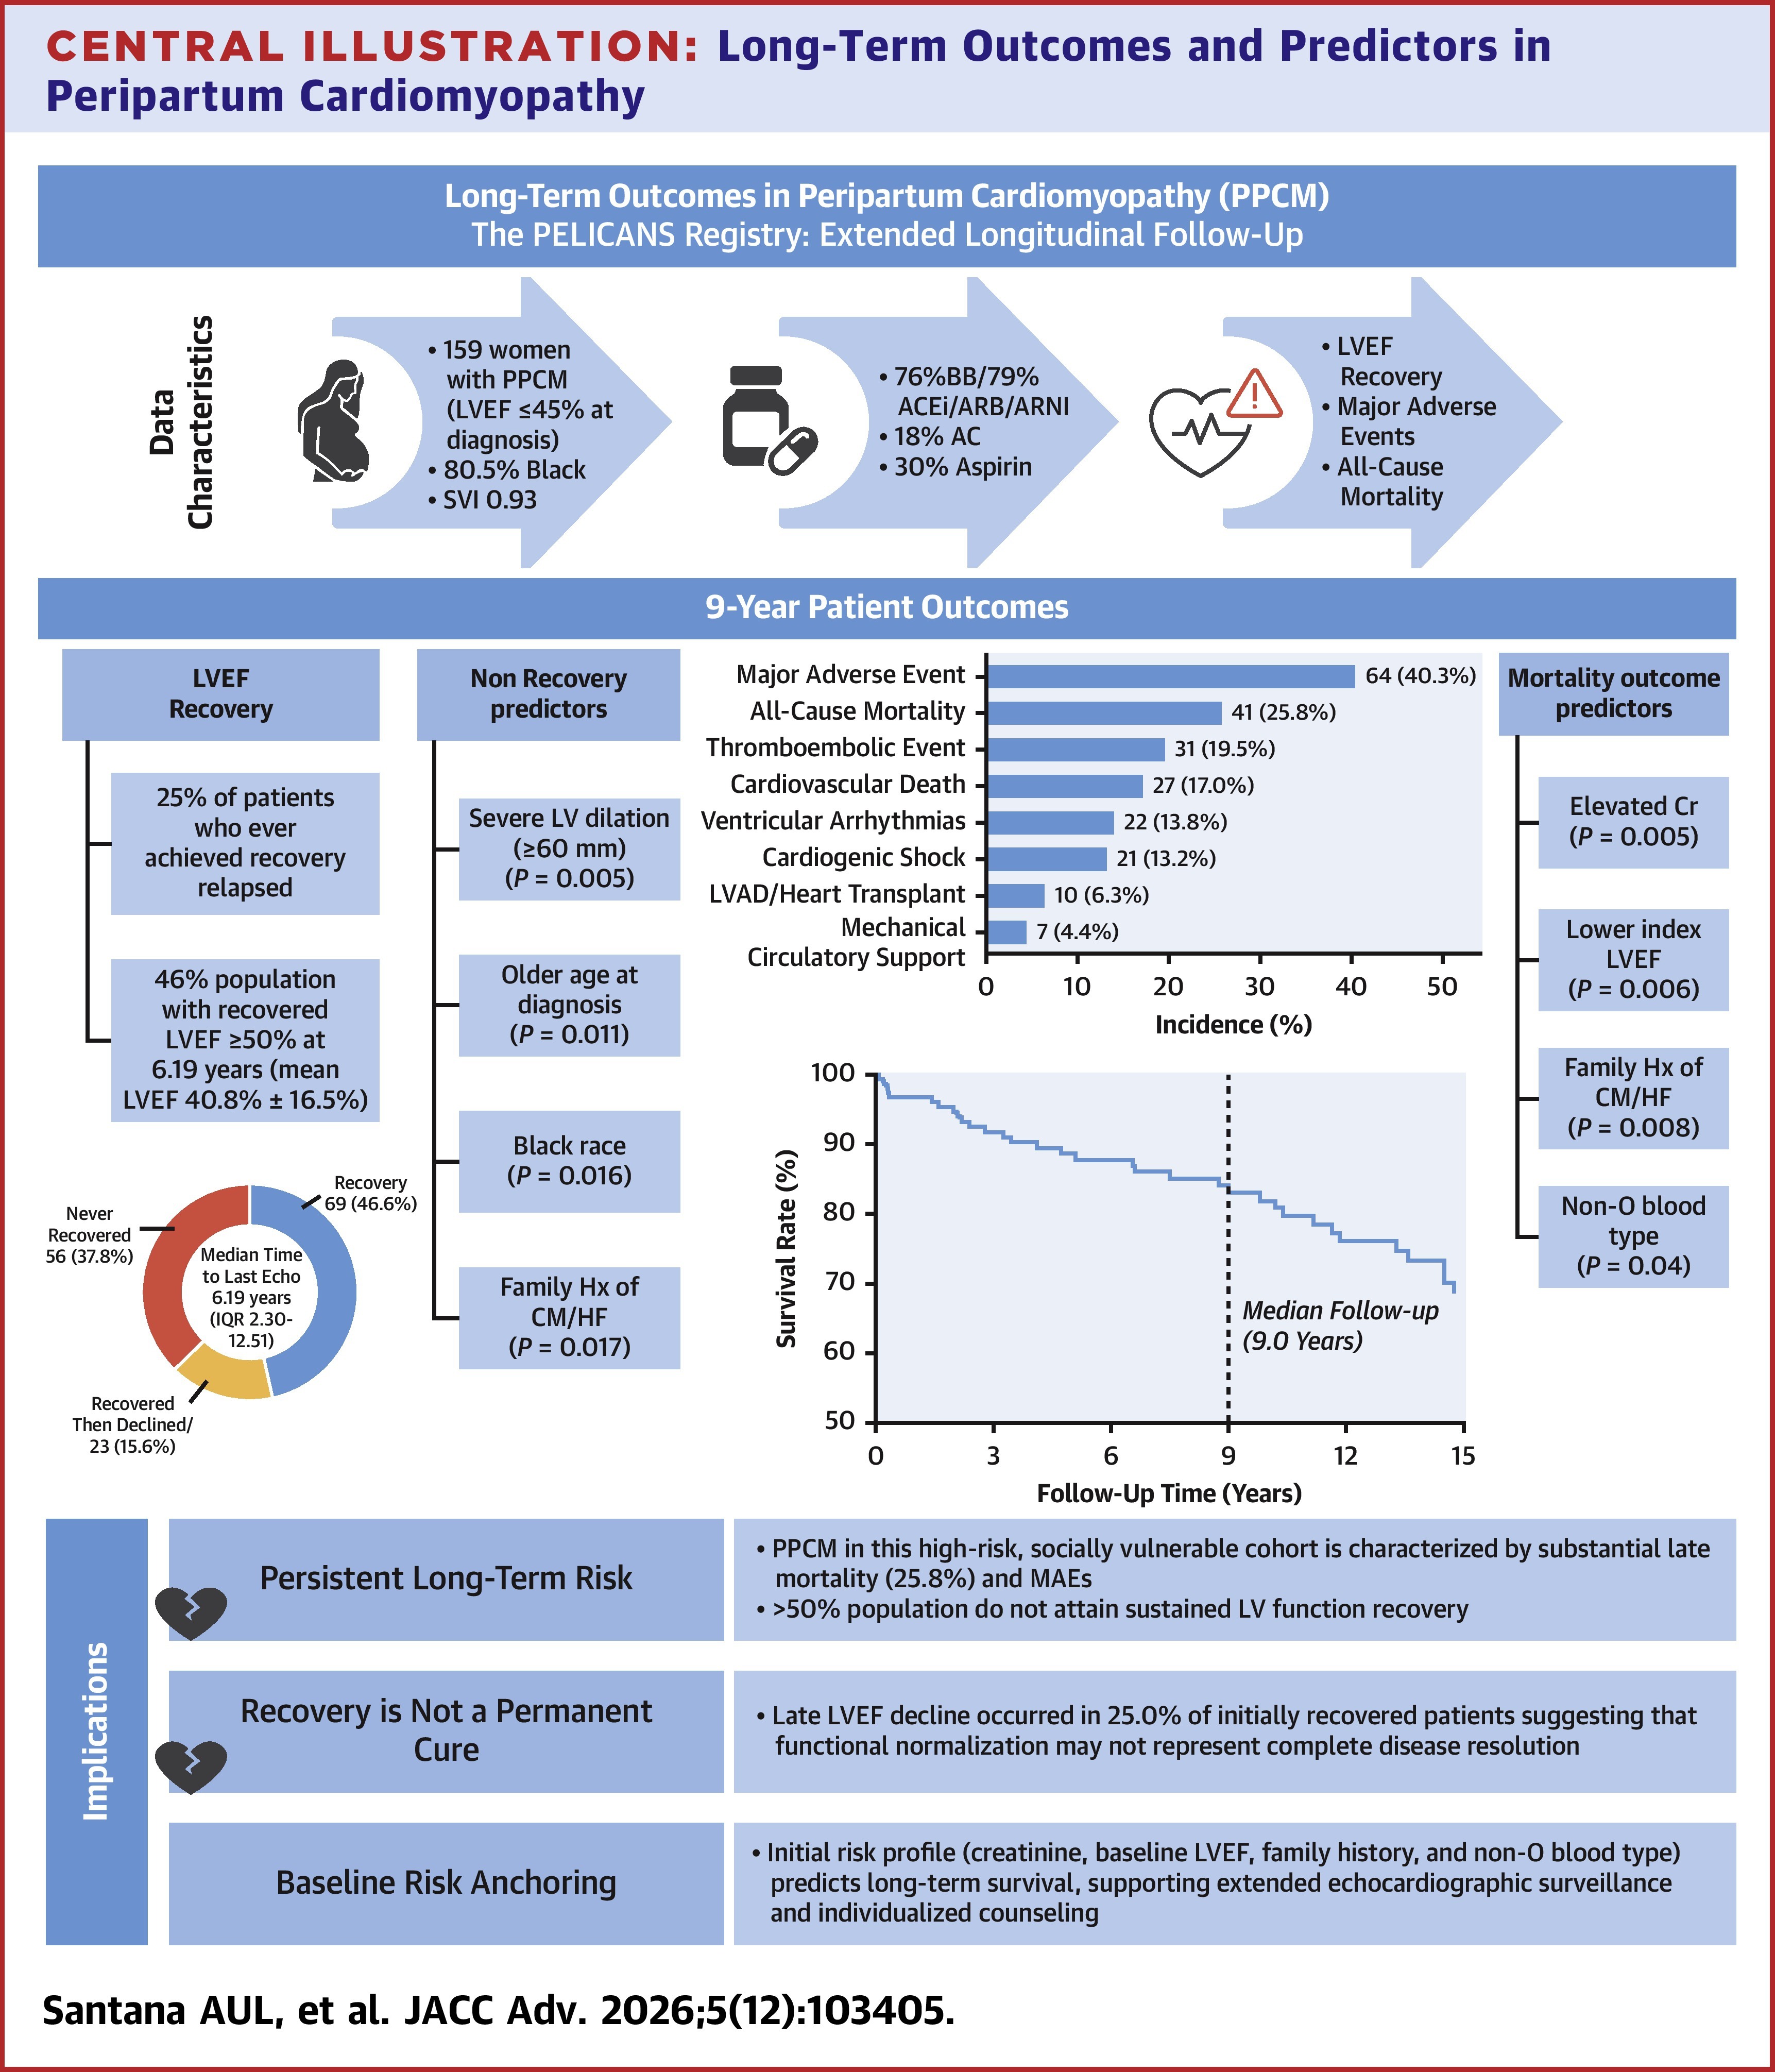 CENTRAL ILLUSTRATION: Long-Term Outcomes and Predictors in
Peripartum Cardiomyopathy
Long-Term Outcomes in Peripartum Cardiomyopathy (PPCM)
The PELICANS Registry: Extended Longitudinal Follow-Up
Data
Characteristics
• 159 women
with PPCM
(LVEF ≤45% at
diagnosis)
• 80.5% Black
• SVI 0.93
• 76%BB/79%
ACEi/ARB/ARNI
• 18% AC
• 30% Aspirin
• LVEF
Recovery
• Major Adverse
Events
• All-Cause
Mortality
9-Year Patient Outcomes
LVEF
Recovery
25% of patients
who ever
achieved recovery
relapsed
46% population
with recovered
LVEF ≥50% at
6.19 years (mean
LVEF 40.8% ± 16.5%)
Recovery
69 (46.6%)
Never
Recovered
56 (37.8%)
Median Time
to Last Echo
6.19 years
(IQR 2.30-
12.51)
Recovered
Then Declined/
23 (15.6%)
Non Recovery
predictors
Severe LV dilation
(≥60 mm)
(P = 0.005)
Older age at
diagnosis
(P = 0.011)
Black race
(P = 0.016)
Family Hx of
CM/HF
(P = 0.017)
Major Adverse Event 64 (40.3%)
All-Cause Mortality 41 (25.8%)
Thromboembolic Event 31 (19.5%)
Cardiovascular Death 27 (17.0%)
Ventricular Arrhythmias 22 (13.8%)
Cardiogenic Shock 21 (13.2%)
LVAD/Heart Transplant 10 (6.3%)
Mechanical
Circulatory Support 7 (4.4%)
0 10 20 30 40 50
Incidence (%)
Survival Rate (%)
100
90
80
70
60
50
Median Follow-up
(9.0 Years)
0 3 6 9 12 15
Follow-Up Time (Years)
Mortality outcome
predictors
Elevated Cr
(P = 0.005)
Lower index
LVEF
(P = 0.006)
Family Hx of
CM/HF
(P = 0.008)
Non-O blood
type
(P = 0.04)
Implications
Persistent Long-Term Risk
• PPCM in this high-risk, socially vulnerable cohort is characterized by substantial late
mortality (25.8%) and MAEs
• >50% population do not attain sustained LV function recovery
Recovery is Not a Permanent
Cure
• Late LVEF decline occurred in 25.0% of initially recovered patients suggesting that
functional normalization may not represent complete disease resolution
Baseline Risk Anchoring
• Initial risk profile (creatinine, baseline LVEF, family history, and non-O blood type)
predicts long-term survival, supporting extended echocardiographic surveillance
and individualized counseling
Santana AUL, et al. JACC Adv. 2026;5(12):103405.